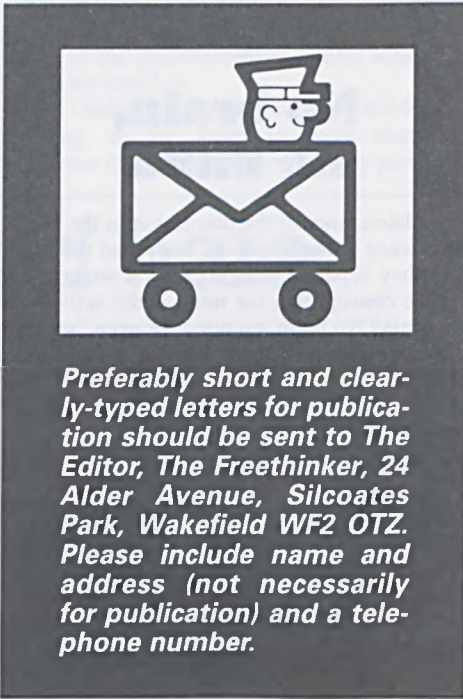 Preferably short and clear-
ly-typed letters for publica-
tion should be sent to The
Editor, The Freethinker, 24
Alder Avenue, Silcoates
Park, Wakefield WF2 OTZ.
Please include name and
address (not necessarily
for publication) and a tele-
phone number.